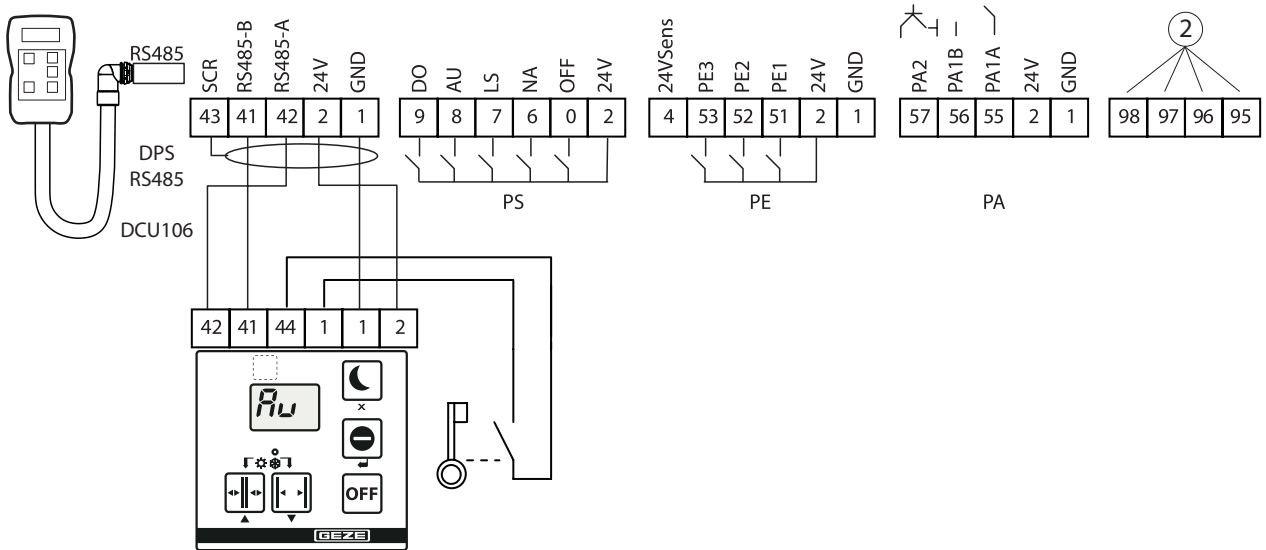 RS485
SCR RS485-B RS485-A 24V GND
43 41 42 2 1
DPS
RS485
DCU106
DO AU LS NA OFF 24V
9 8 7 6 0 2
PS
24VSens PE3 PE2 PE1 24V GND
4 53 52 51 2 1
PE
PA2 PA1B PA1A 24V GND
57 56 55 2 1
PA
2
98 97 96 95
42 41 44 1 1 2
Au
x
OFF
GEZE